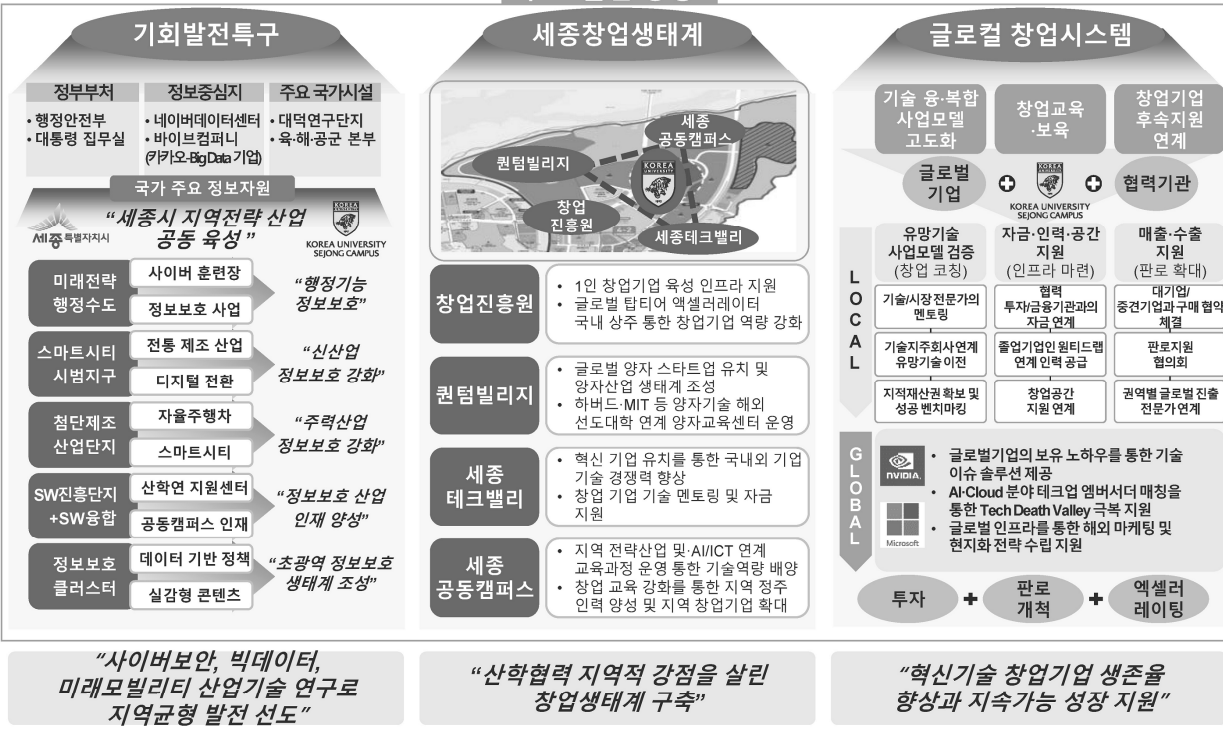 기회발전특구
정부부처
• 행정안전부
• 대통령 집무실
정보중심지
• 네이버데이터센터
• 바이브컴퍼니
(카카오-Big Data 기업)
주요 국가시설
• 대덕연구단지
• 육·해·공군 본부
국가 주요 정보자원
세종특별자치시
“세종시 지역전략 산업
공동 육성 ”
KOREA
UNIVERSITY
KOREA UNIVERSITY
SEJONG CAMPUS
미래전략
행정수도
사이버 훈련장
정보보호 사업
“행정기능
정보보호”
스마트시티
시범지구
전통 제조 산업
디지털 전환
“신산업
정보보호 강화”
첨단제조
산업단지
자율주행차
스마트시티
“주력산업
정보보호 강화”
SW진흥단지
+SW융합
산학연 지원센터
공동캠퍼스 인재
“정보보호 산업
인재 양성”
정보보호
클러스터
데이터 기반 정책
실감형 콘텐츠
“초광역 정보보호
생태계 조성”
“사이버보안, 빅데이터,
미래모빌리티 산업기술 연구로
지역균형 발전 선도”
세종창업생태계
세종
공동캠퍼스
퀀텀빌리지
KOREA
UNIVERSITY
창업
진흥원
세종테크밸리
창업진흥원
• 1인 창업기업 육성 인프라 지원
• 글로벌 탑티어 액셀러레이터
국내 상주 통한 창업기업 역량 강화
퀀텀빌리지
• 글로벌 양자 스타트업 유치 및
양자산업 생태계 조성
• 하버드·MIT 등 양자기술 해외
선도대학 연계 양자교육센터 운영
세종
테크밸리
• 혁신 기업 유치를 통한 국내외 기업
기술 경쟁력 향상
• 창업 기업 기술 멘토링 및 자금
지원
세종
공동캠퍼스
• 지역 전략산업 및·AI/ICT 연계
교육과정 운영 통한 기술역량 배양
• 창업 교육 강화를 통한 지역 정주
인력 양성 및 지역 창업기업 확대
“산학협력 지역적 강점을 살린
창업생태계 구축”
글로컬 창업시스템
기술 융·복합
사업모델
고도화
창업교육
·보육
창업기업
후속지원
연계
글로벌
기업
KOREA
UNIVERSITY
KOREA UNIVERSITY
SEJONG CAMPUS
협력기관
LOCAL
유망기술
사업모델 검증
(창업 코칭)
자금·인력·공간
지원
(인프라 마련)
매출·수출
지원
(판로 확대)
기술/시장 전문가의
멘토링
협력
투자/금융기관과의
자금 연계
대기업/
중견기업과 구매 협약
체결
기술지주회사 연계
유망기술 이전
졸업기업인 원티드랩
연계 인력 공급
판로지원
협의회
지적재산권 확보 및
성공 벤치마킹
창업공간
지원 연계
권역별 글로벌 진출
전문가 연계
GLOBAL
NVIDIA.
Microsoft
• 글로벌기업의 보유 노하우를 통한 기술
이슈 솔루션 제공
• AI·Cloud 분야 테크업 엠버서더 매칭을
통한 Tech Death Valley 극복 지원
• 글로벌 인프라를 통한 해외 마케팅 및
현지화 전략 수립 지원
투자
+
판로
개척
+
엑셀러
레이팅
“혁신기술 창업기업 생존율
향상과 지속가능 성장 지원”